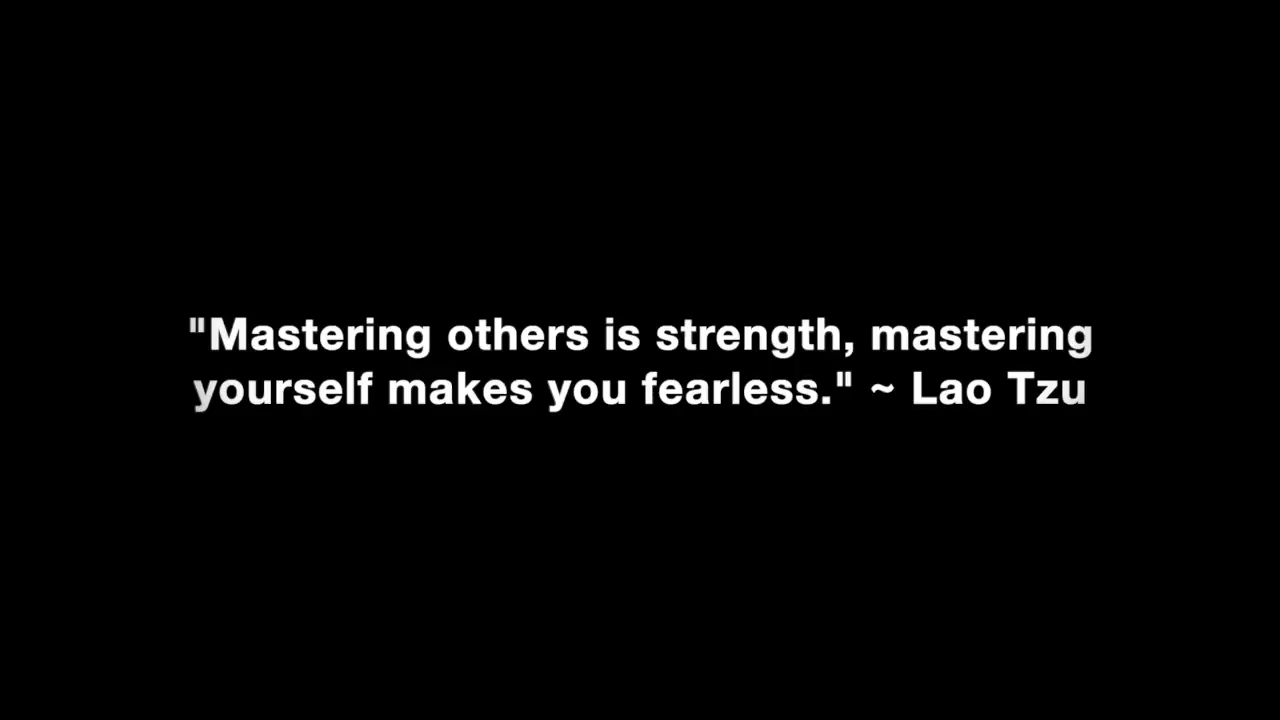 "Mastering others is strength, mastering
yourself makes you fearless." ~ Lao Tzu